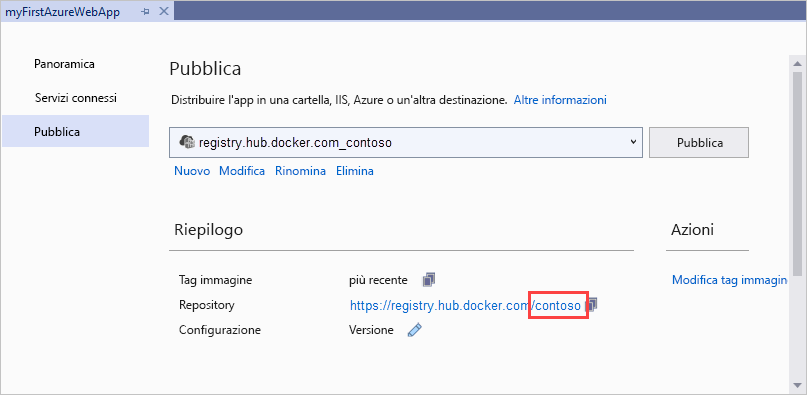 myFirstAzureWebApp
Panoramica
Servizi connessi
Pubblica
Pubblica
Distribuire l'app in una cartella, IIS, Azure o un'altra destinazione. Altre informazioni
registry.hub.docker.com_contoso
Pubblica
Nuovo Modifica Rinomina Elimina
Riepilogo
Azioni
Tag immagine più recente
Modifica tag immagin
Repository https://registry.hub.docker.com/contoso
Configurazione Versione